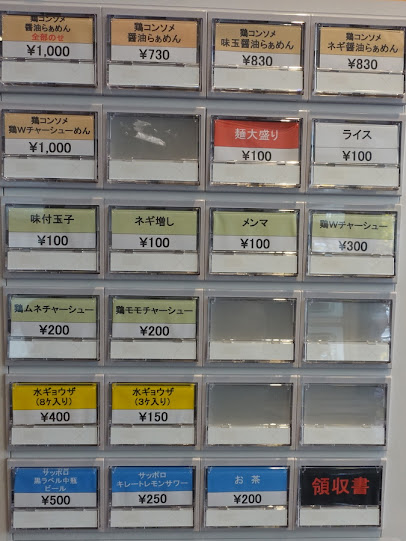 鶏コンソメ
醤油らぁめん
全部のせ
¥1,000
鶏コンソメ
醤油らぁめん
¥730
鶏コンソメ
味玉醤油らぁめん
¥830
鶏コンソメ
ネギ醤油らぁめん
¥830
鶏コンソメ
鶏Wチャーシューめん
¥1,000
麺大盛り
¥100
ライス
¥100
味付玉子
¥100
ネギ増し
¥100
メンマ
¥100
鶏Wチャーシュー
¥300
鶏ムネチャーシュー
¥200
鶏モモチャーシュー
¥200
水ギョウザ
(8ヶ入り)
¥400
水ギョウザ
(3ヶ入り)
¥150
サッポロ
黒ラベル中瓶
ビール
¥500
サッポロ
キレートレモンサワー
¥250
お茶
¥200
領収書